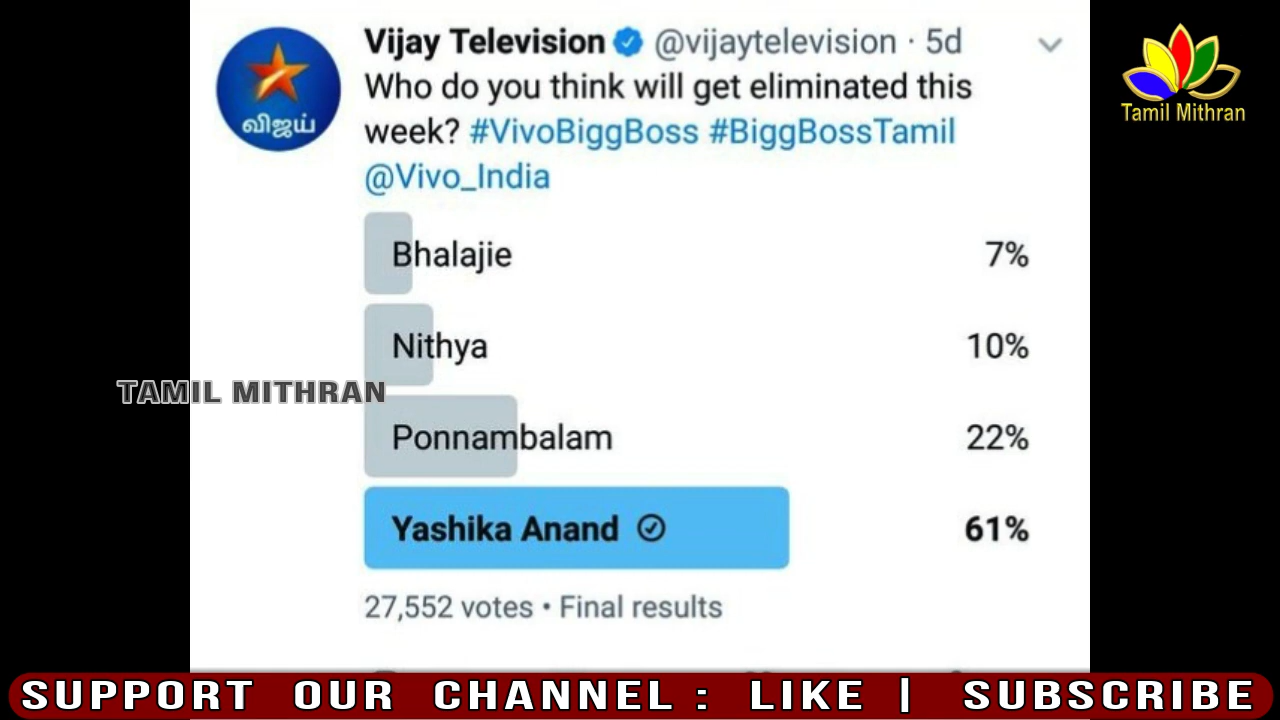 Vijay Television @vijaytelevision · 5d
Who do you think will get eliminated this
week? #VivoBiggBoss #BiggBossTamil
@Vivo_India
விஜய்
Tamil Mithran
Bhalajie 7%
Nithya 10%
TAMIL MITHRAN
Ponnambalam 22%
Yashika Anand 61%
27,552 votes • Final results
SUPPORT OUR CHANNEL : LIKE | SUBSCRIBE